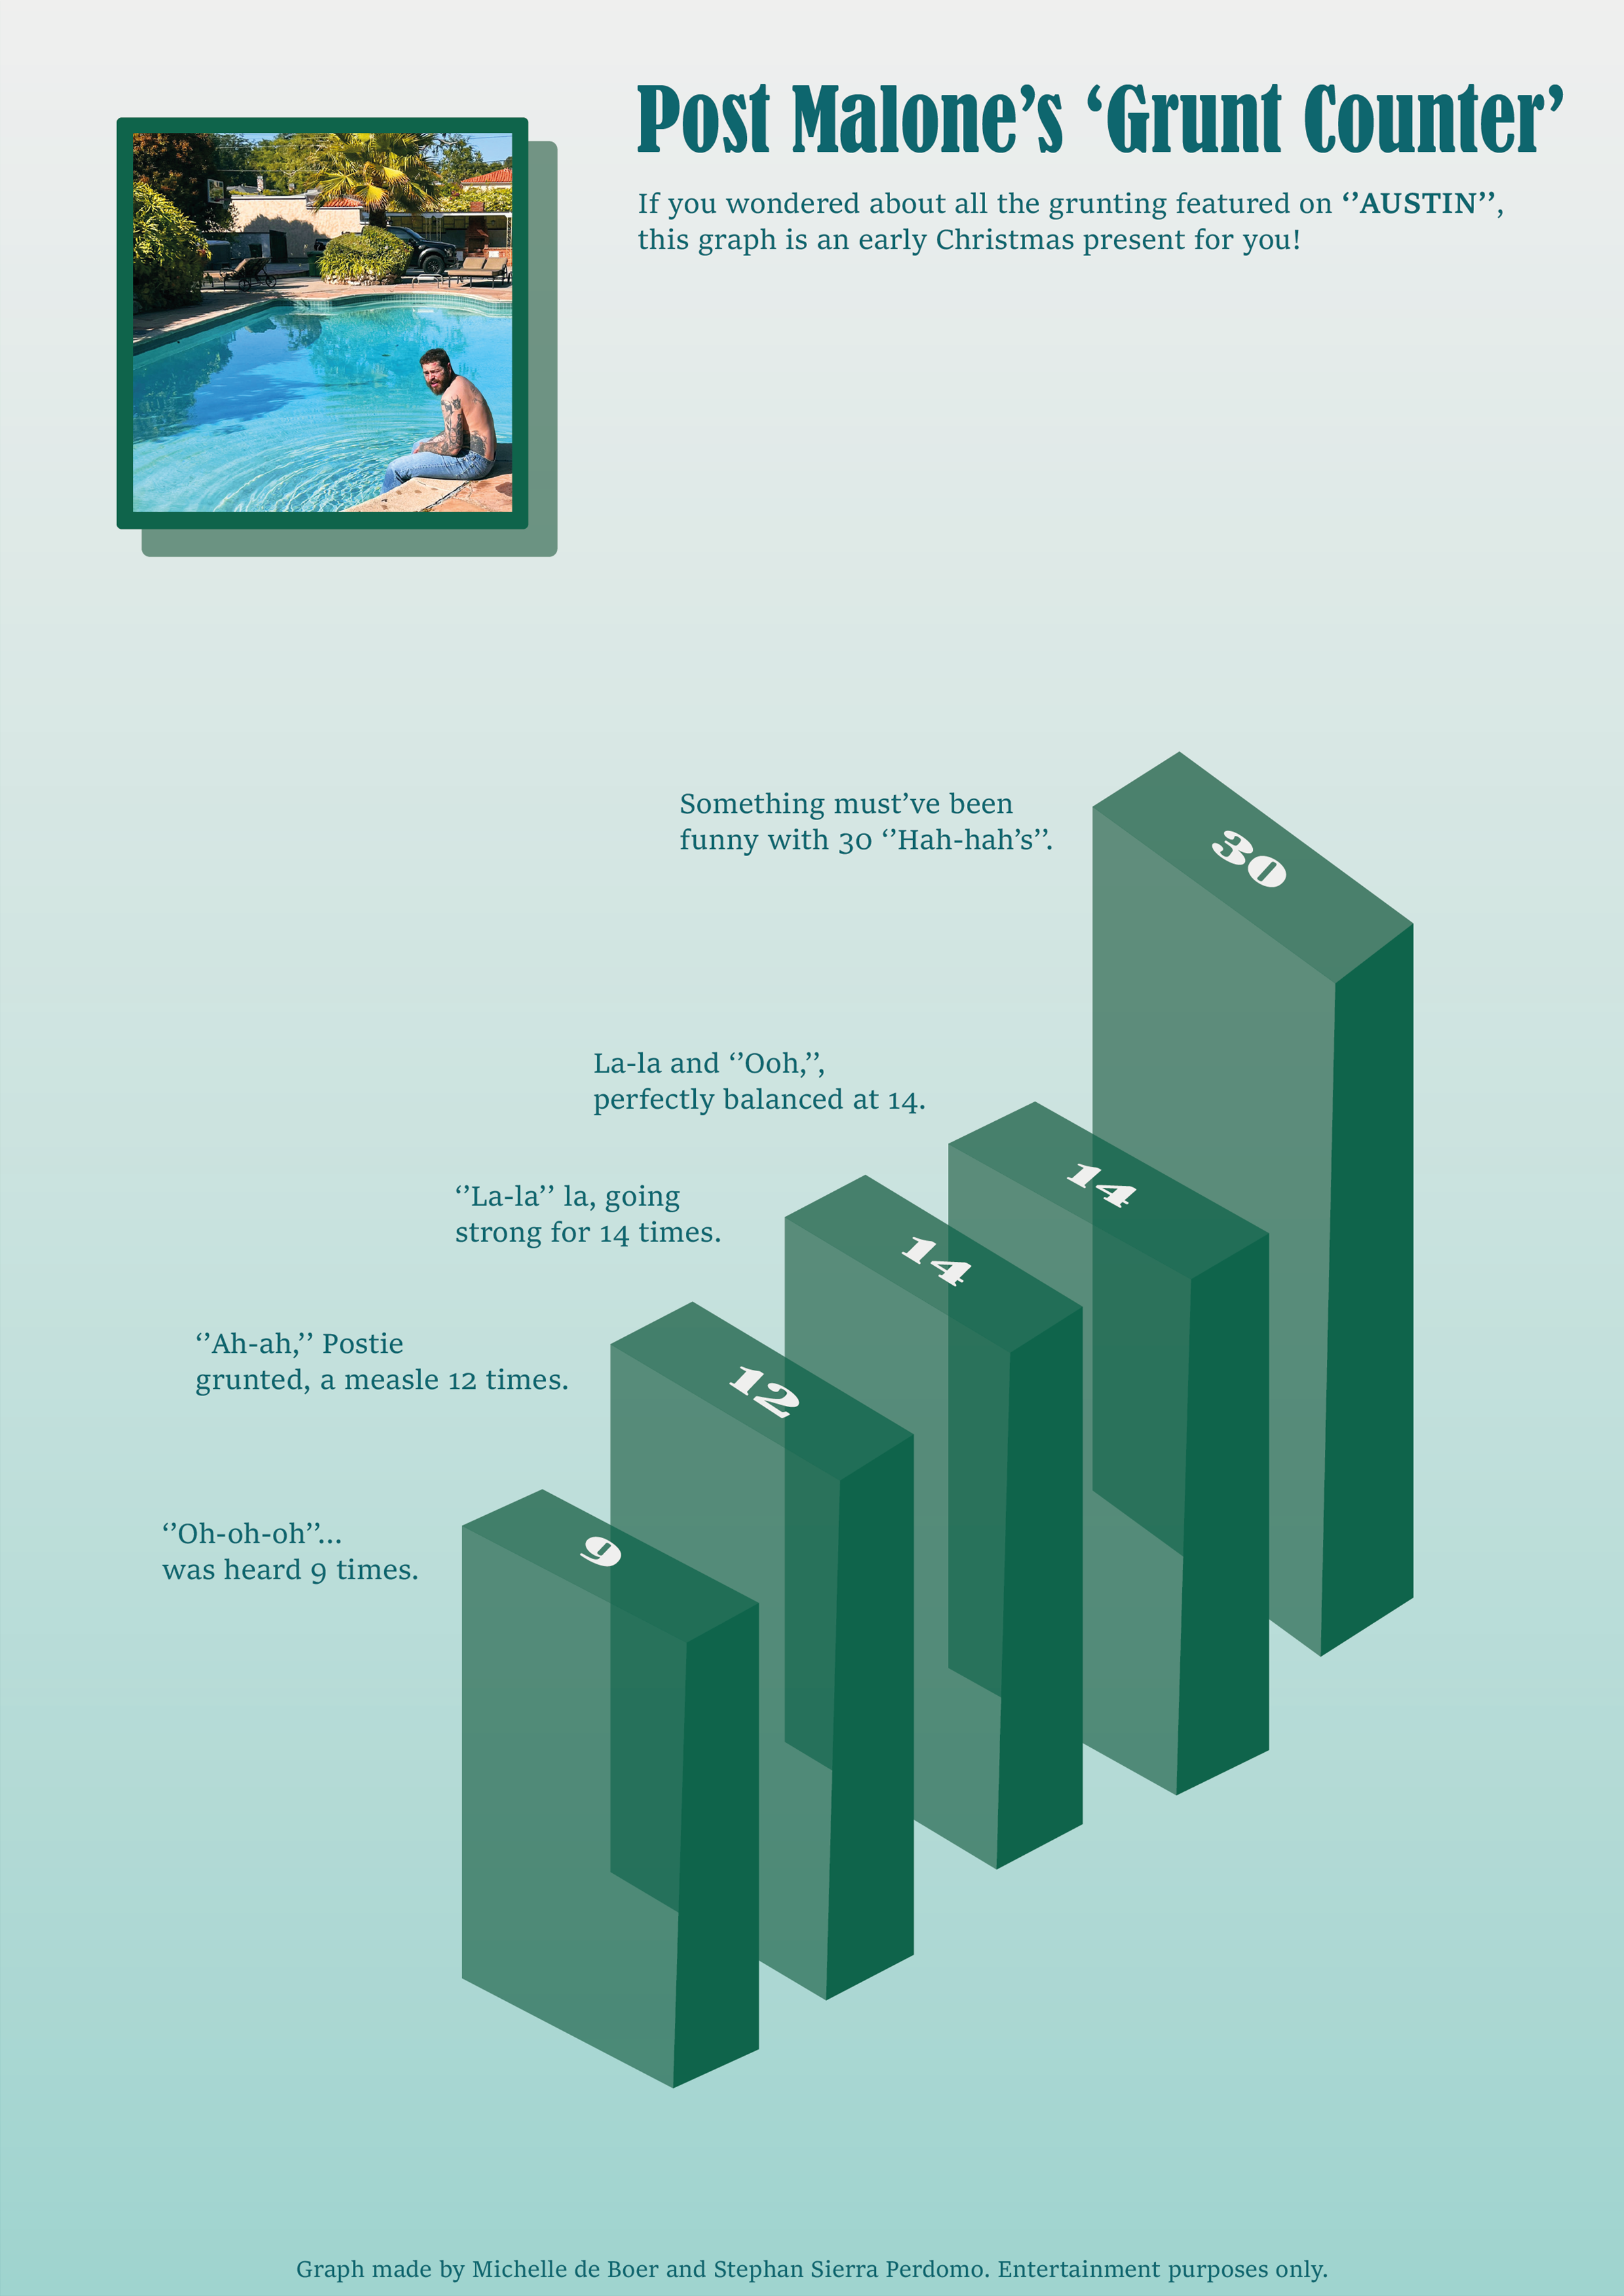 Post Malone’s ‘Grunt Counter’
If you wondered about all the grunting featured on ‘’AUSTIN’’,
this graph is an early Christmas present for you!
Something must’ve been
funny with 30 ‘’Hah-hah’s’’.
30
La-la and ‘’Ooh,’’,
perfectly balanced at 14.
14
‘’La-la’’ la, going
strong for 14 times.
14
‘’Ah-ah,’’ Postie
grunted, a measle 12 times.
12
‘’Oh-oh-oh’’...
was heard 9 times.
9
Graph made by Michelle de Boer and Stephan Sierra Perdomo. Entertainment purposes only.